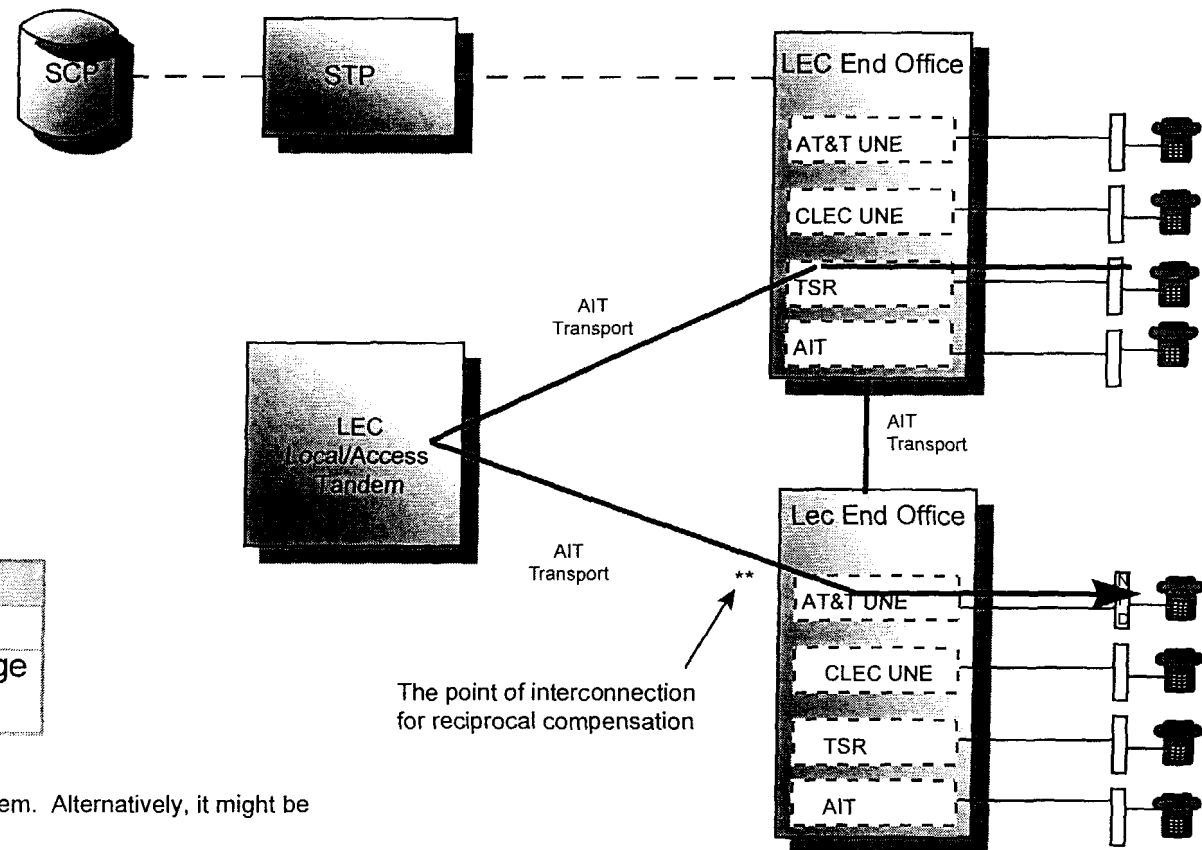 SCP
STP
LEC End Office
AT&T UNE
CLEC UNE
TSR
AIT
AIT
Transport
LEC
Local/Access
Tandem
AIT
Transport
AIT
Transport
**
The point of interconnection
for reciprocal compensation
Lec End Office
AT&T UNE
CLEC UNE
TSR
AIT
ge
em. Alternatively, it might be